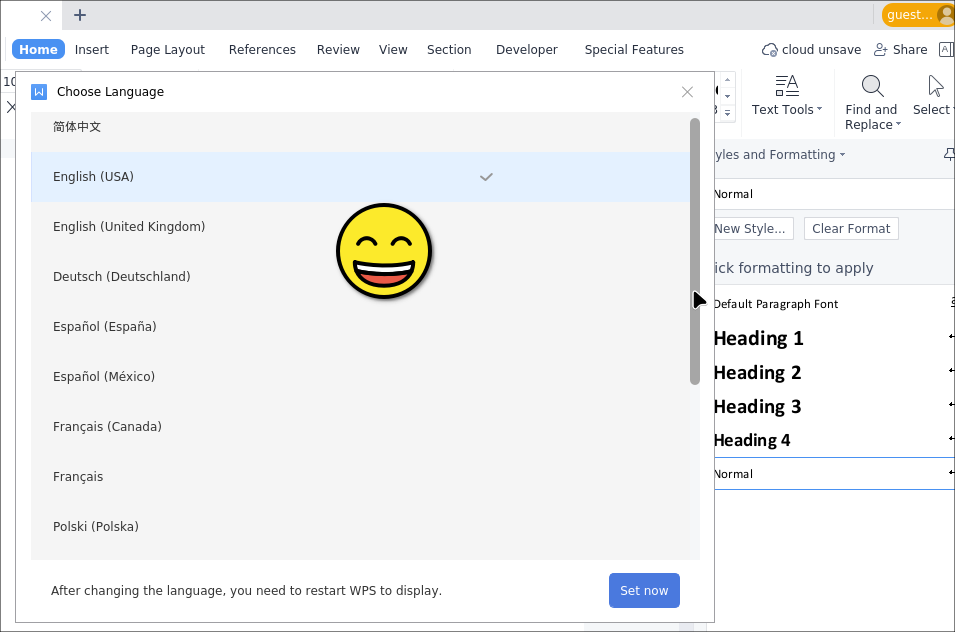 guest...
Home Insert Page Layout References Review View Section Developer Special Features cloud unsave Share
10
Choose Language
Text Tools
Find and
Replace
Select
简体中文
English (USA)
English (United Kingdom)
Deutsch (Deutschland)
Español (España)
Español (México)
Français (Canada)
Français
Polski (Polska)
After changing the language, you need to restart WPS to display.
Set now
yles and Formatting
Normal
New Style... Clear Format
ick formatting to apply
Default Paragraph Font
Heading 1
Heading 2
Heading 3
Heading 4
Normal